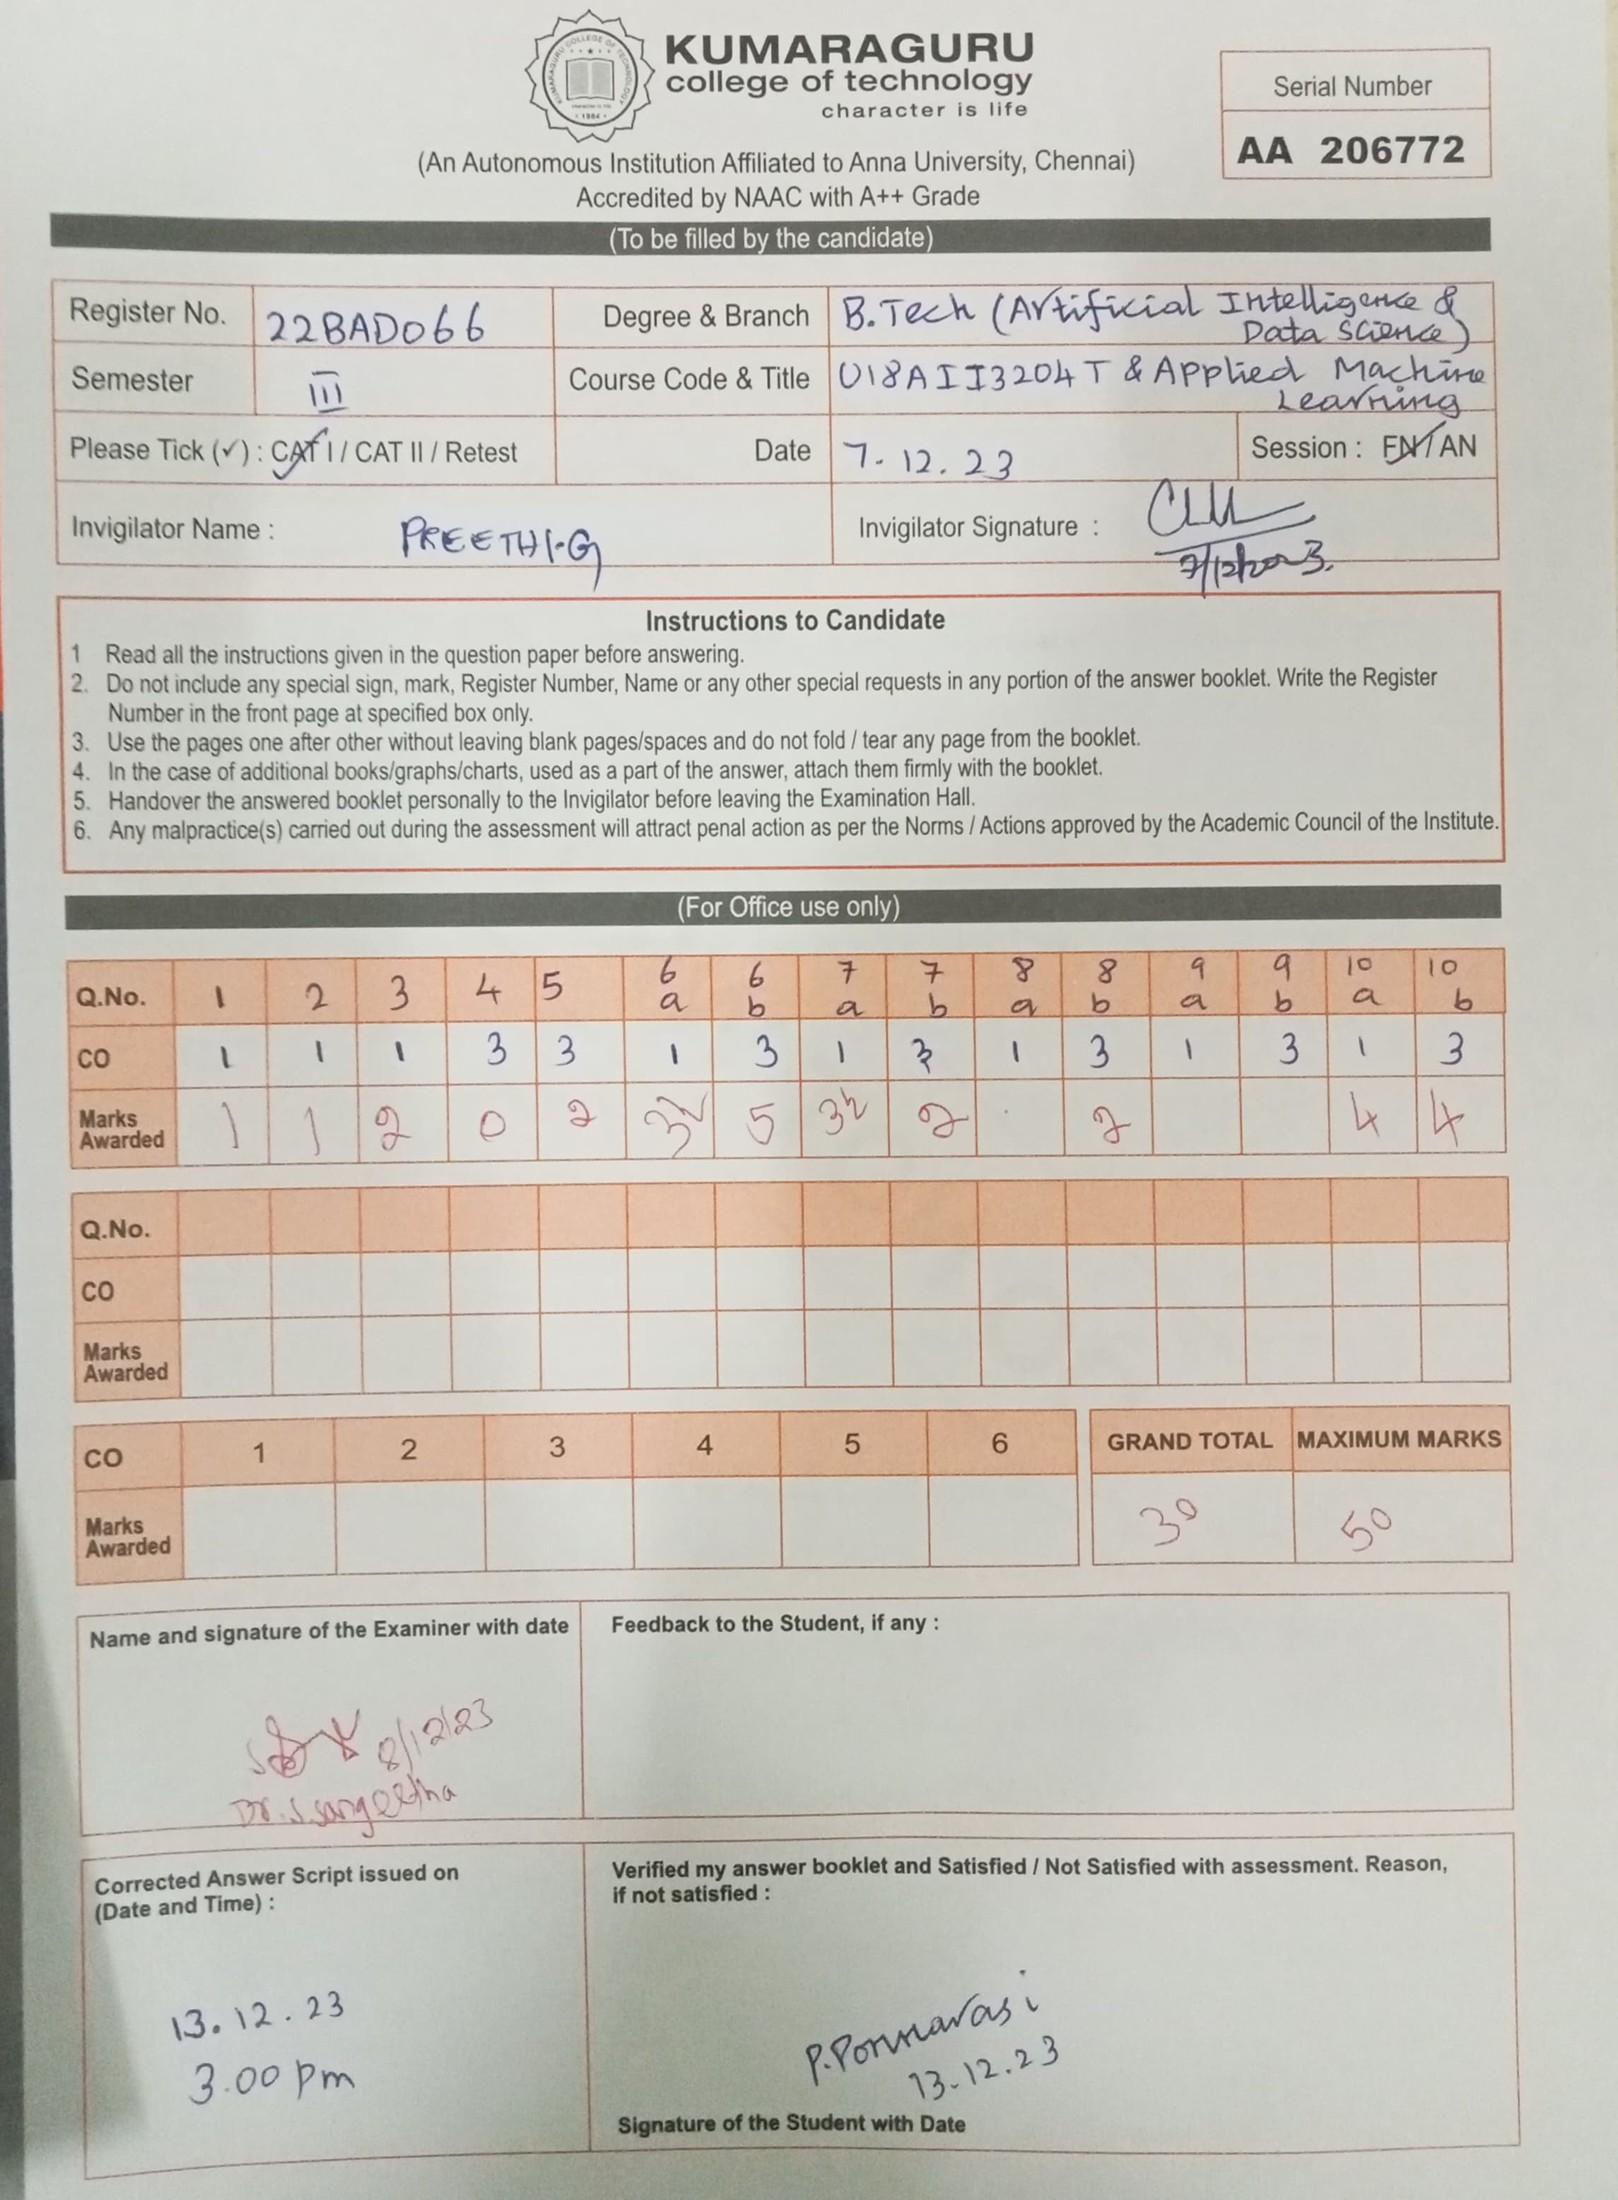 KUMARAGURU
college of technology
character is life
KUMARAGURU COLLEGE OF TECHNOLOGY
1984
Serial Number
AA 206772
(An Autonomous Institution Affiliated to Anna University, Chennai)
Accredited by NAAC with A++ Grade
(To be filled by the candidate)
Register No. 22BAD066 Degree & Branch B.Tech (Artificial Intelligence &
Data Science)
Semester III Course Code & Title U18AII3204T & Applied Machine
Learning
Please Tick (✓) : CAT I / CAT II / Retest Date 7.12.23 Session : FN / AN
Invigilator Name : PREETHI.G Invigilator Signature :
7/12/2023.
Instructions to Candidate
1 Read all the instructions given in the question paper before answering.
2. Do not include any special sign, mark, Register Number, Name or any other special requests in any portion of the answer booklet. Write the Register
Number in the front page at specified box only.
3. Use the pages one after other without leaving blank pages/spaces and do not fold / tear any page from the booklet.
4. In the case of additional books/graphs/charts, used as a part of the answer, attach them firmly with the booklet.
5. Handover the answered booklet personally to the Invigilator before leaving the Examination Hall.
6. Any malpractice(s) carried out during the assessment will attract penal action as per the Norms / Actions approved by the Academic Council of the Institute.
(For Office use only)
Q.No. 1 2 3 4 5 6 a 6 b 7 a 7 b 8 a 8 b 9 a 9 b 10 a 10 b
CO 1 1 1 3 3 1 3 1 3 1 3 1 3 1 3
Marks Awarded 1 1 2 0 2 3½ 5 3½ 2 2 4 4
Q.No.
CO
Marks Awarded
CO 1 2 3 4 5 6 GRAND TOTAL MAXIMUM MARKS
Marks Awarded 30 50
Name and signature of the Examiner with date
8/12/23
Dr.S.Sangeetha
Feedback to the Student, if any :
Corrected Answer Script issued on
(Date and Time) :
13.12.23
3.00 pm
Verified my answer booklet and Satisfied / Not Satisfied with assessment. Reason,
if not satisfied :
P.Ponnarasi
13.12.23
Signature of the Student with Date